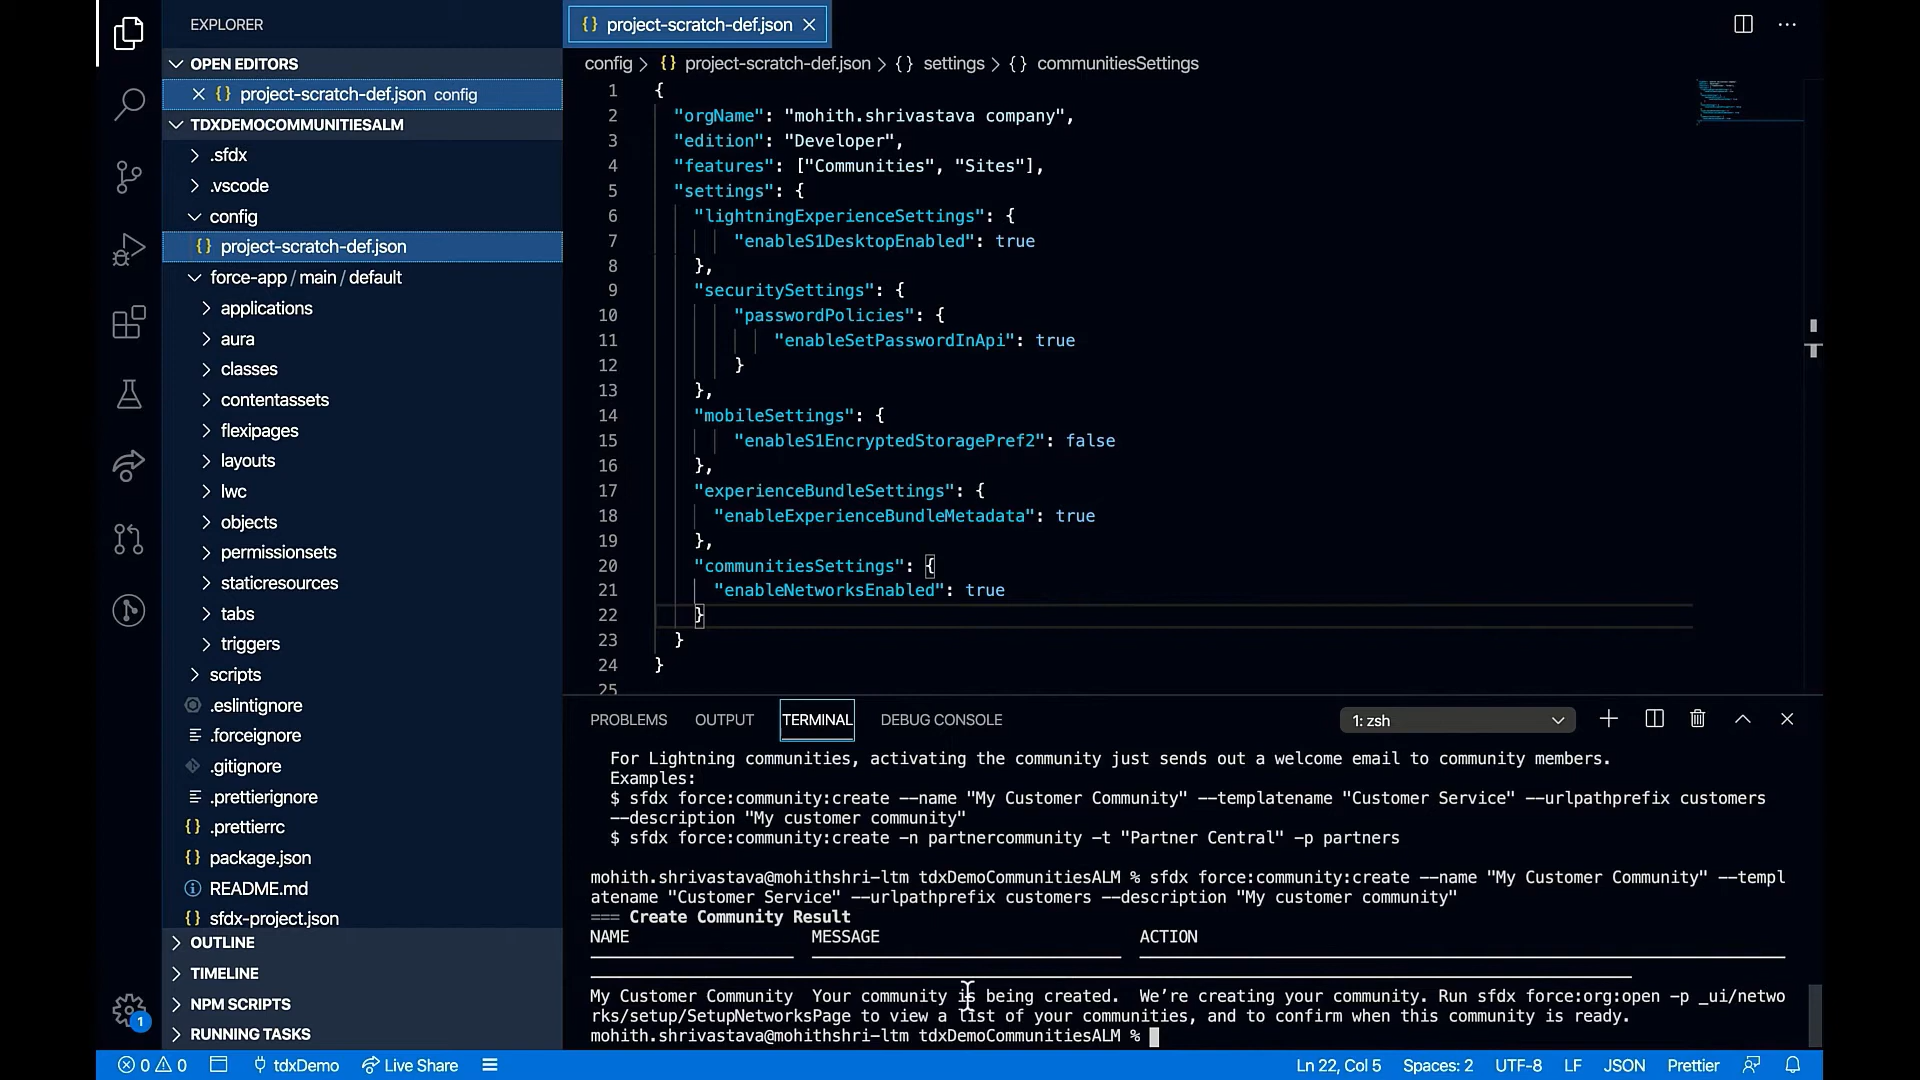 EXPLORER
OPEN EDITORS
project-scratch-def.json config
TDXDEMOCOMMUNITIESALM
.sfdx
.vscode
config
project-scratch-def.json
force-app / main / default
applications
aura
classes
contentassets
flexipages
layouts
lwc
objects
permissionsets
staticresources
tabs
triggers
scripts
.eslintignore
.forceignore
.gitignore
.prettierignore
.prettierrc
package.json
README.md
sfdx-project.json
OUTLINE
TIMELINE
NPM SCRIPTS
RUNNING TASKS
1
{} project-scratch-def.json
config > {} project-scratch-def.json > {} settings > {} communitiesSettings
1 {
2 "orgName": "mohith.shrivastava company",
3 "edition": "Developer",
4 "features": ["Communities", "Sites"],
5 "settings": {
6 "lightningExperienceSettings": {
7 "enableS1DesktopEnabled": true
8 },
9 "securitySettings": {
10 "passwordPolicies": {
11 "enableSetPasswordInApi": true
12 }
13 },
14 "mobileSettings": {
15 "enableS1EncryptedStoragePref2": false
16 },
17 "experienceBundleSettings": {
18 "enableExperienceBundleMetadata": true
19 },
20 "communitiesSettings": {
21 "enableNetworksEnabled": true
22 }
23 }
24 }
25
PROBLEMS OUTPUT TERMINAL DEBUG CONSOLE 1: zsh
For Lightning communities, activating the community just sends out a welcome email to community members.
Examples:
$ sfdx force:community:create --name "My Customer Community" --templatename "Customer Service" --urlpathprefix customers
--description "My customer community"
$ sfdx force:community:create -n partnercommunity -t "Partner Central" -p partners
mohith.shrivastava@mohithshri-ltm tdxDemoCommunitiesALM % sfdx force:community:create --name "My Customer Community" --templ
atename "Customer Service" --urlpathprefix customers --description "My customer community"
=== Create Community Result
NAME MESSAGE ACTION
My Customer Community Your community is being created. We're creating your community. Run sfdx force:org:open -p _ui/netwo
rks/setup/SetupNetworksPage to view a list of your communities, and to confirm when this community is ready.
mohith.shrivastava@mohithshri-ltm tdxDemoCommunitiesALM %
0 0 tdxDemo Live Share Ln 22, Col 5 Spaces: 2 UTF-8 LF JSON Prettier